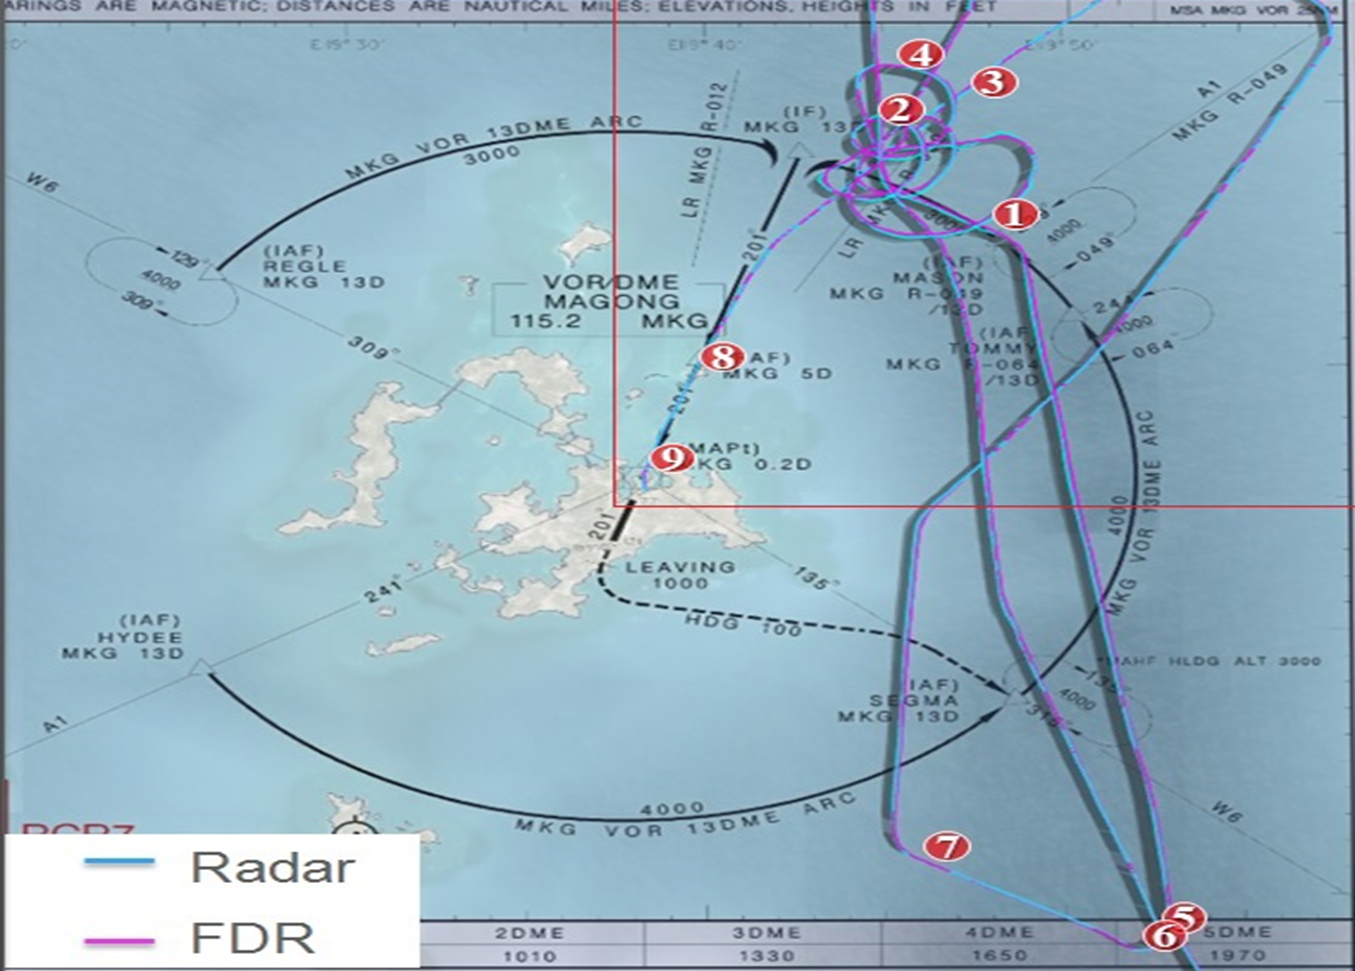 ARINGS ARE MAGNETIC; DISTANCES ARE NAUTICAL MILES; ELEVATIONS, HEIGHTS IN FEET
MSA MKG VOR 25NM
E119°30'
E119°40'
E119°50'
4
3
2
1
A1
MKG R-049
LR MKG R-012
(IF)
MKG 13
MKG VOR 13DME ARC
3000
W6
129°
4000
309°
(IAF)
REGLE
MKG 13D
309°
201°
LR MK
300
4000
049°
VOR/DME
MAGONG
115.2 MKG
(IAF)
MASON
MKG R-049
/13D
(IAF
TOMMY
MKG R-064
/13D
244
4000
064°
8
AF)
MKG 5D
201°
9
MAPt)
KG 0.2D
201°
LEAVING
1000
135°
HDG 100
4000
MKG VOR 13DME ARC
241°
(IAF)
HYDEE
MKG 13D
A1
MAHF HLDG ALT 3000
135°
4000
315°
(IAF)
SEGMA
MKG 13D
4000
MKG VOR 13DME ARC
W6
7
5
6
RCBZ
Radar
FDR
2DME 3DME 4DME 5DME
1010 1330 1650 1970